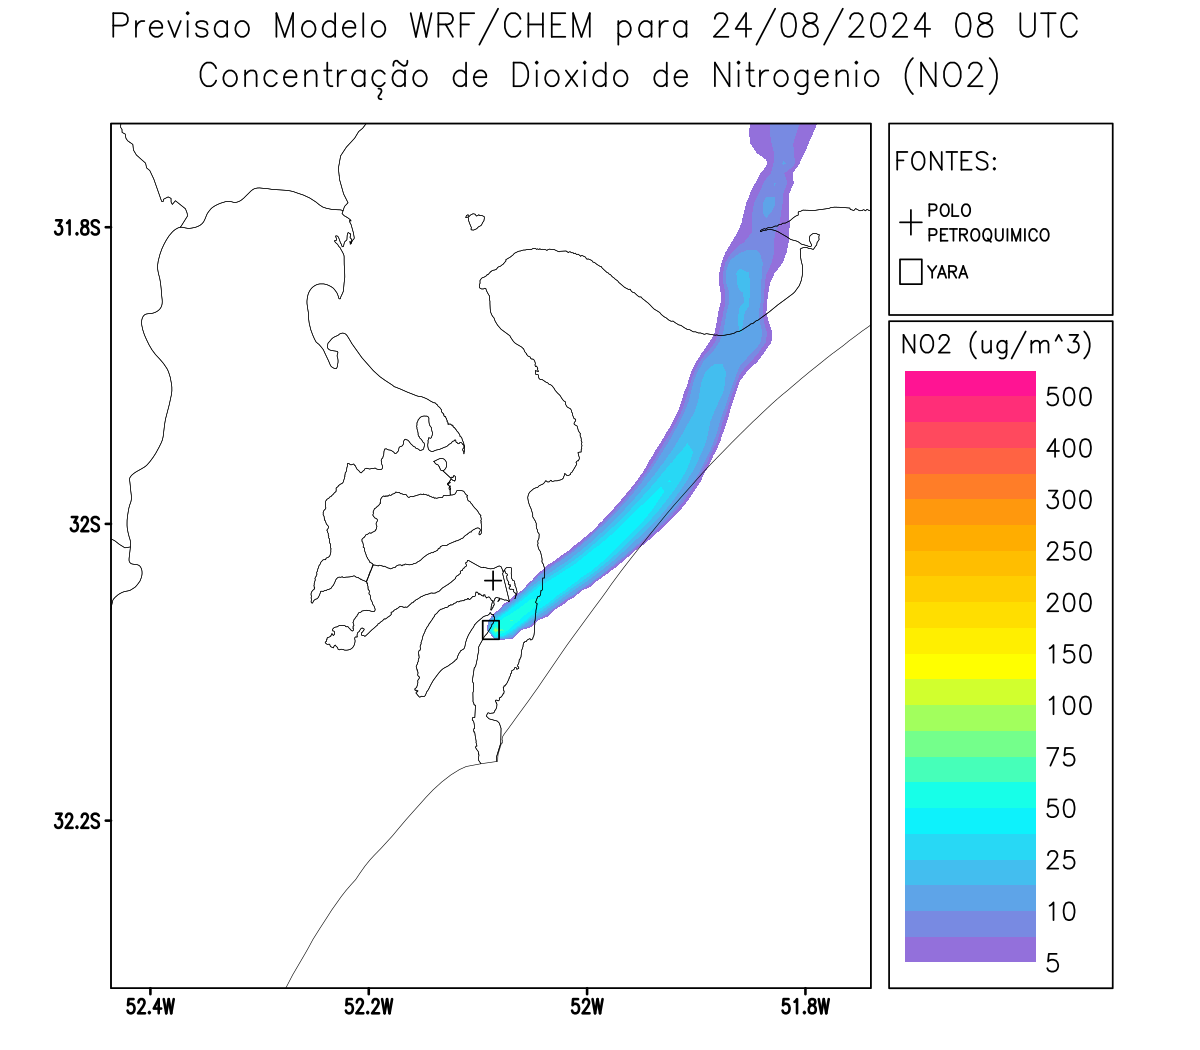 Previsao Modelo WRF/CHEM para 24/08/2024 08 UTC
Concentração de Dioxido de Nitrogenio (NO2)
FONTES:
POLO
PETROQUIMICO
YARA
31.8S
32S
32.2S
52.4W
52.2W
52W
51.8W
NO2 (ug/m^3)
500
400
300
250
200
150
100
75
50
25
10
5